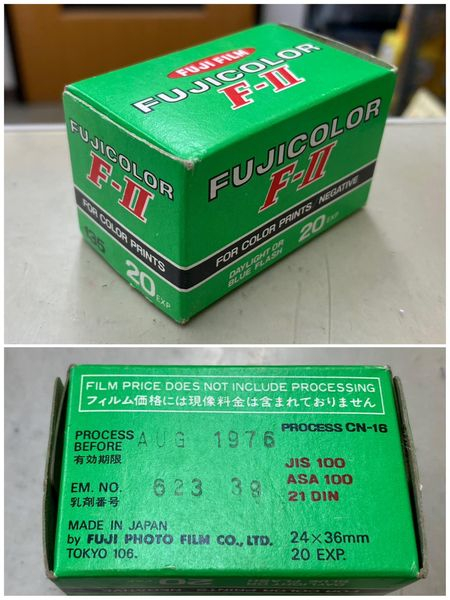 FUJI FILM
FUJICOLOR
F-II
FUJICOLOR
F-II
FOR COLOR PRINTS
135
20 EXP
FUJICOLOR
F-II
FOR COLOR PRINTS NEGATIVE
DAYLIGHT OR
BLUE FLASH
20 EXP
FILM PRICE DOES NOT INCLUDE PROCESSING
フィルム価格には現像料金は含まれておりません
PROCESS
BEFORE
有効期限
AUG 1976
PROCESS CN-16
JIS 100
ASA 100
21 DIN
EM. NO.
乳剤番号
623 39
MADE IN JAPAN
by FUJI PHOTO FILM CO., LTD.
TOKYO 106.
24×36mm
20 EXP.